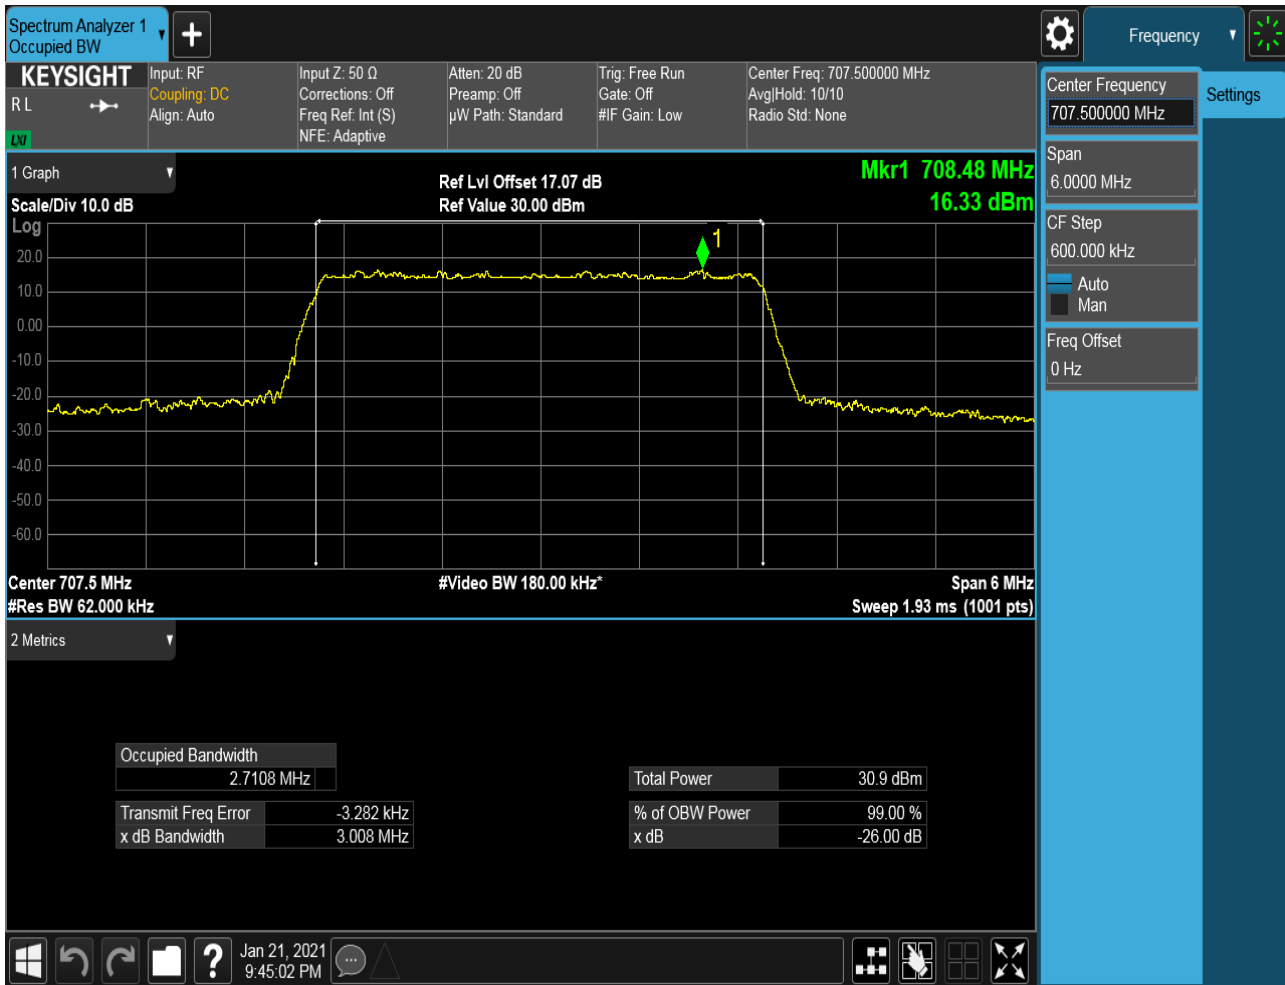 Spectrum Analyzer 1
Occupied BW
+
Frequency
KEYSIGHT
R L
LXI
Input: RF
Coupling: DC
Align: Auto
Input Z: 50 Ω
Corrections: Off
Freq Ref: Int (S)
NFE: Adaptive
Atten: 20 dB
Preamp: Off
µW Path: Standard
Trig: Free Run
Gate: Off
#IF Gain: Low
Center Freq: 707.500000 MHz
Avg|Hold: 10/10
Radio Std: None
Center Frequency
707.500000 MHz
Settings
Span
6.0000 MHz
CF Step
600.000 kHz
Auto
Man
Freq Offset
0 Hz
1 Graph
Scale/Div 10.0 dB
Ref Lvl Offset 17.07 dB
Ref Value 30.00 dBm
Mkr1 708.48 MHz
16.33 dBm
Log
1
20.0
10.0
0.00
-10.0
-20.0
-30.0
-40.0
-50.0
-60.0
Center 707.5 MHz
#Video BW 180.00 kHz*
Span 6 MHz
#Res BW 62.000 kHz
Sweep 1.93 ms (1001 pts)
2 Metrics
Occupied Bandwidth
2.7108 MHz
Transmit Freq Error -3.282 kHz
x dB Bandwidth 3.008 MHz
Total Power 30.9 dBm
% of OBW Power 99.00 %
x dB -26.00 dB
?
Jan 21, 2021
9:45:02 PM